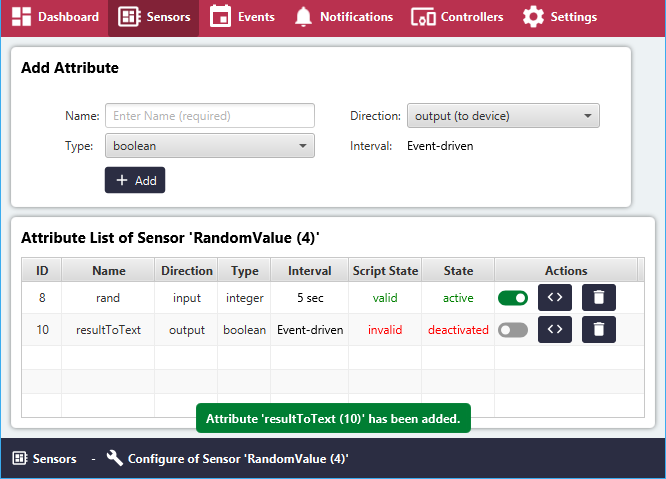 Dashboard Sensors Events Notifications Controllers Settings
Add Attribute
Name: Enter Name (required) Direction: output (to device)
Type: boolean Interval: Event-driven
+ Add
Attribute List of Sensor 'RandomValue (4)'
ID Name Direction Type Interval Script State State Actions
8 rand input integer 5 sec valid active
10 resultToText output boolean Event-driven invalid deactivated
Attribute 'resultToText (10)' has been added.
Sensors - Configure of Sensor 'RandomValue (4)'